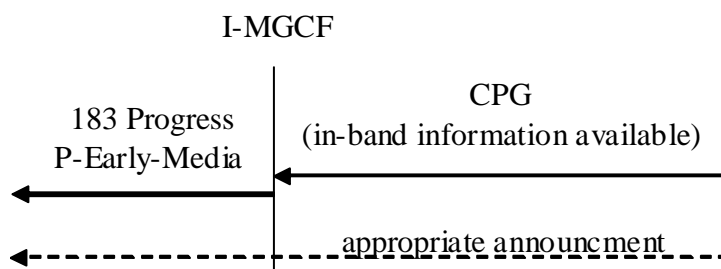 I-MGCF
183 Progress
P-Early-Media
CPG
(in-band information available)
appropriate announcment